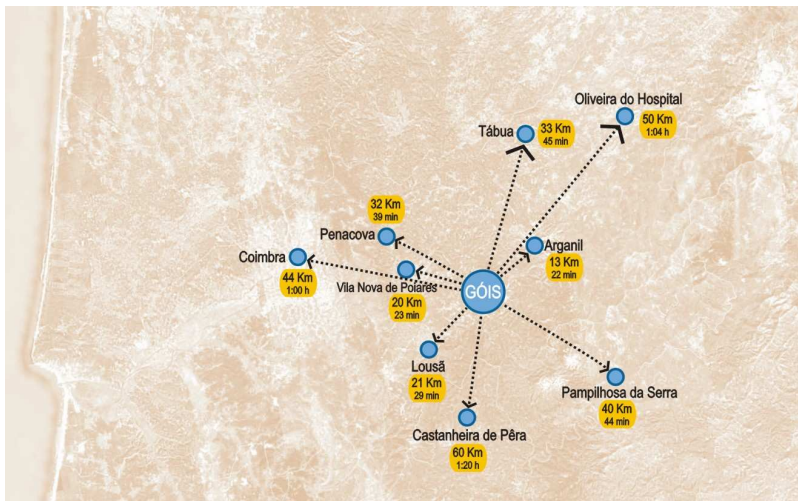 Oliveira do Hospital
50 Km
1:04 h
Tábua
33 Km
45 min
32 Km
39 min
Penacova
Coimbra
44 Km
1:00 h
Arganil
13 Km
22 min
Vila Nova de Poiares
20 Km
23 min
GÓIS
Lousã
21 Km
29 min
Pampilhosa da Serra
40 Km
44 min
Castanheira de Pêra
60 Km
1:20 h